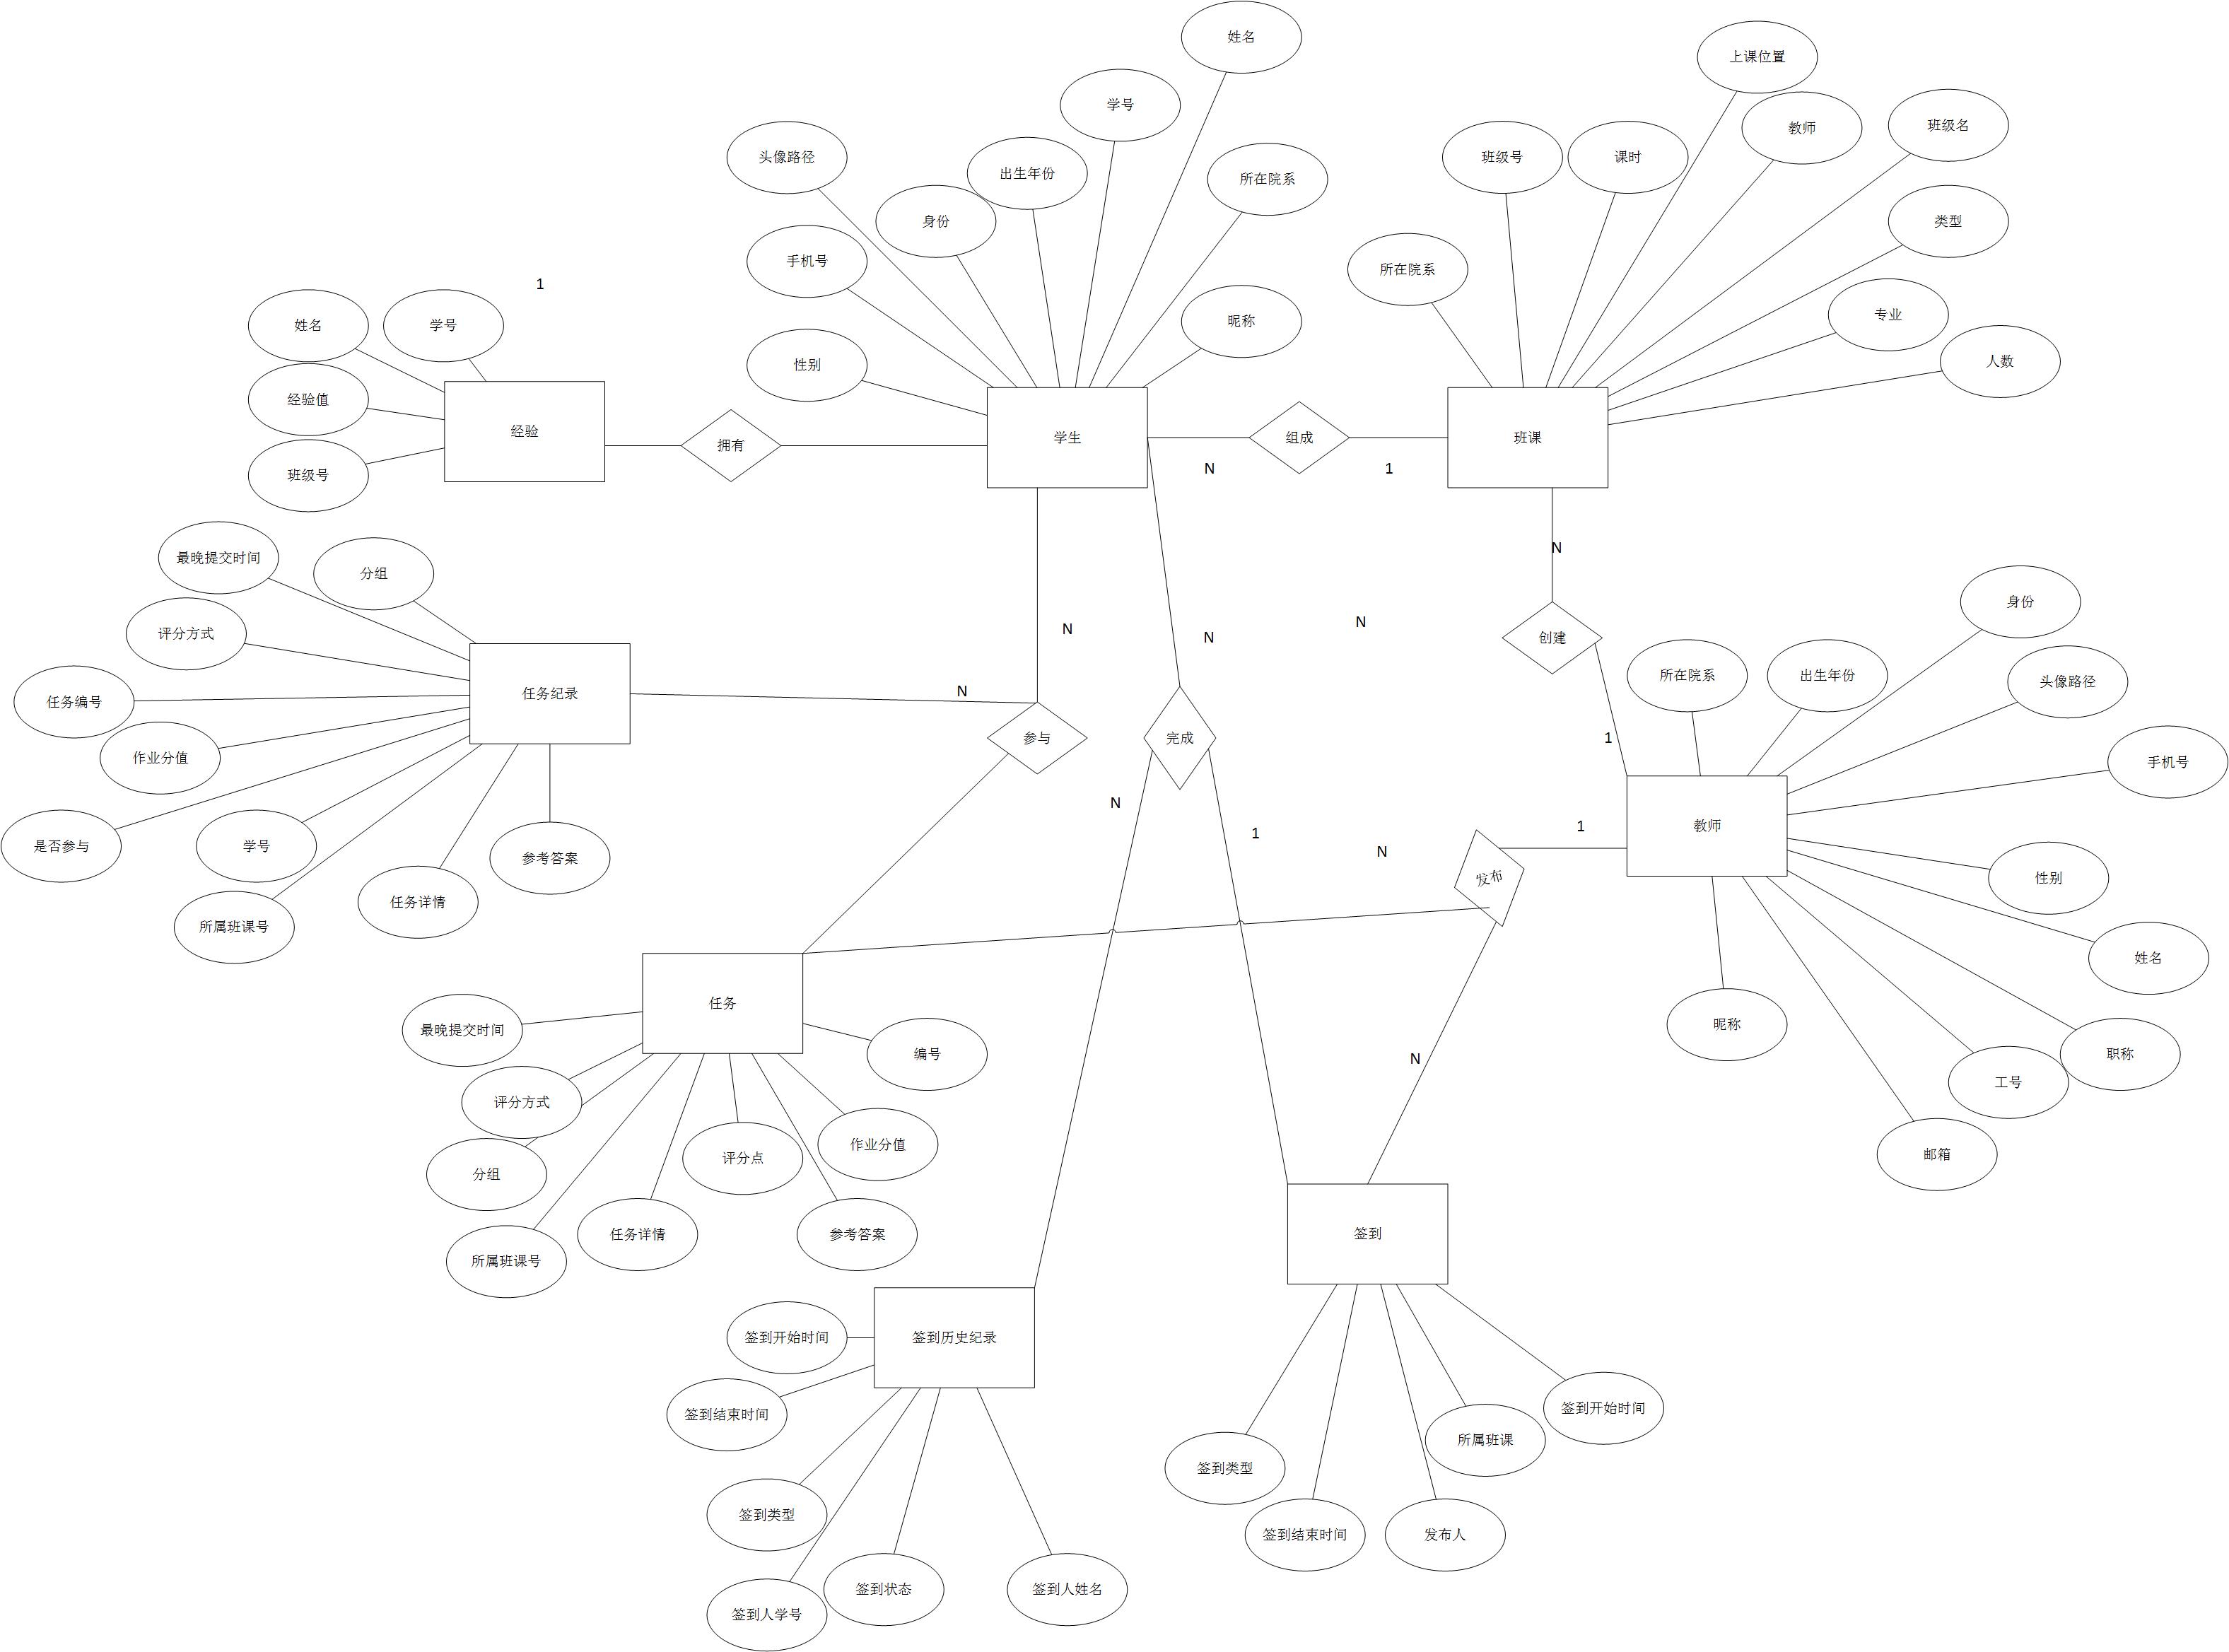 姓名
上课位置
学号
教师
班级名
头像路径
班级号
课时
出生年份
所在院系
身份
类型
手机号
所在院系
1
专业
姓名
学号
昵称
人数
性别
经验值
经验
学生
班课
拥有
组成
班级号
N
1
N
最晚提交时间
分组
身份
N
N
N
评分方式
创建
所在院系
出生年份
头像路径
任务纪录
N
任务编号
参与
完成
1
作业分值
手机号
N
1
N
1
教师
是否参与
学号
参考答案
N
发布
性别
任务详情
所属班课号
姓名
任务
最晚提交时间
昵称
编号
N
职称
工号
评分方式
作业分值
评分点
邮箱
分组
任务详情
参考答案
签到
所属班课号
签到开始时间
签到历史纪录
签到结束时间
签到开始时间
所属班课
签到类型
签到类型
签到结束时间
发布人
签到状态
签到人姓名
签到人学号